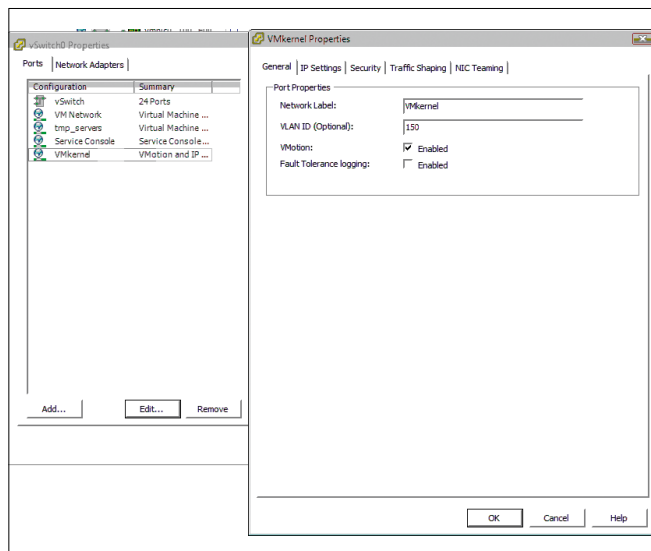 vSwitch0 Properties
Ports Network Adapters
Configuration Summary
vSwitch 24 Ports
VM Network Virtual Machine ...
tmp_servers Virtual Machine ...
Service Console Service Console...
VMkernel VMotion and IP ...
Add... Edit... Remove
VMkernel Properties
General IP Settings Security Traffic Shaping NIC Teaming
Port Properties
Network Label: VMkernel
VLAN ID (Optional): 150
VMotion: Enabled
Fault Tolerance logging: Enabled
OK Cancel Help